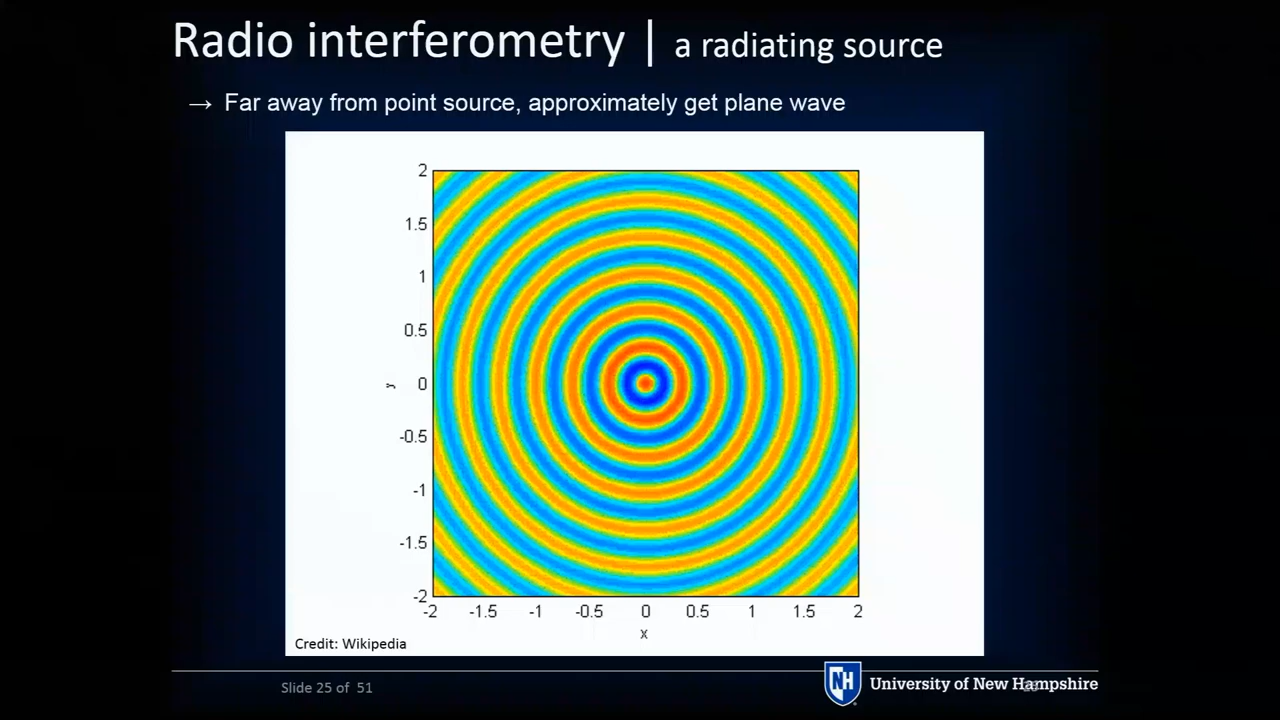 Radio interferometry | a radiating source
→ Far away from point source, approximately get plane wave
2
1.5
1
0.5
0
-0.5
-1
-1.5
-2
y
-2 -1.5 -1 -0.5 0 0.5 1 1.5 2
x
Credit: Wikipedia
Slide 25 of 51
NH University of New Hampshire